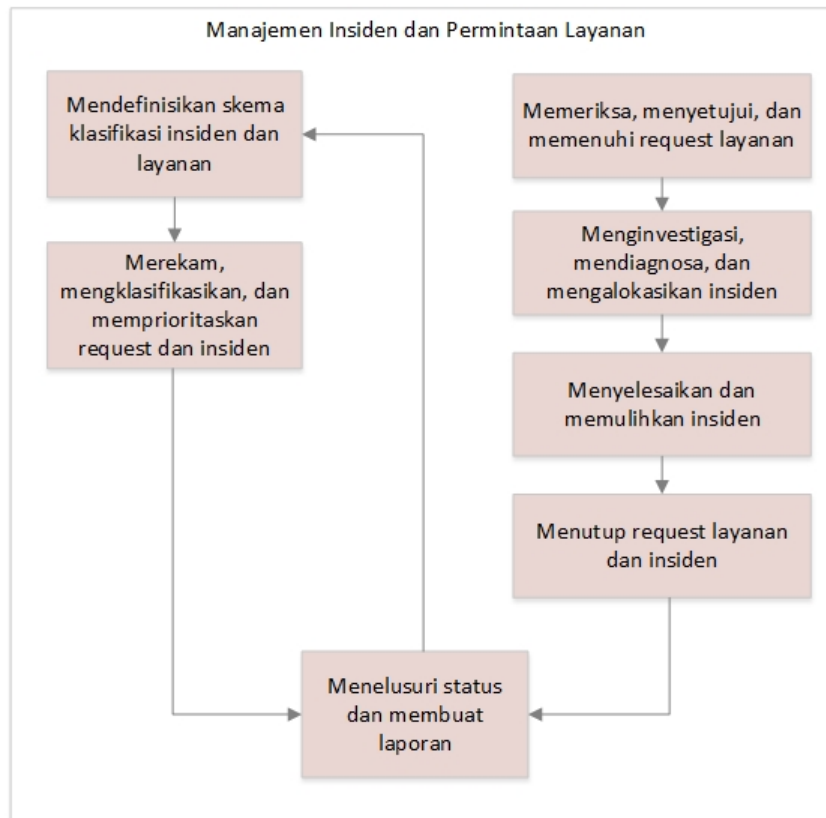 Manajemen Insiden dan Permintaan Layanan
Mendefinisikan skema
klasifikasi insiden dan
layanan
Merekam,
mengklasifikasikan, dan
memprioritaskan
request dan insiden
Memeriksa, menyetujui, dan
memenuhi request layanan
Menginvestigasi,
mendiagnosa, dan
mengalokasikan insiden
Menyelesaikan dan
memulihkan insiden
Menutup request layanan
dan insiden
Menelusuri status
dan membuat
laporan